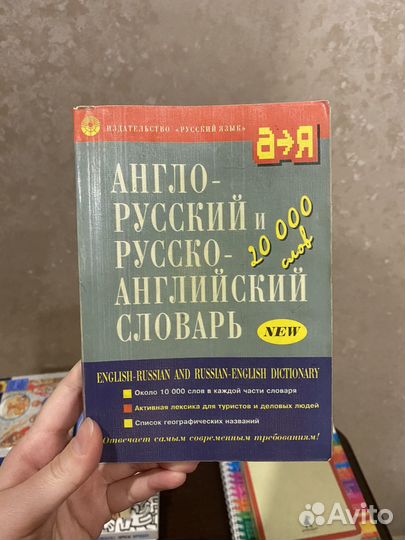 ИЗДАТЕЛЬСТВО «РУССКИЙ ЯЗЫК»
а→Я
АНГЛО-
РУССКИЙ и
РУССКО-
АНГЛИЙСКИЙ
СЛОВАРЬ
20 000
слов
NEW
ENGLISH-RUSSIAN AND RUSSIAN-ENGLISH DICTIONARY
Около 10 000 слов в каждой части словаря
Активная лексика для туристов и деловых людей
Список географических названий
Отвечает самым современным требованиям!
Avito